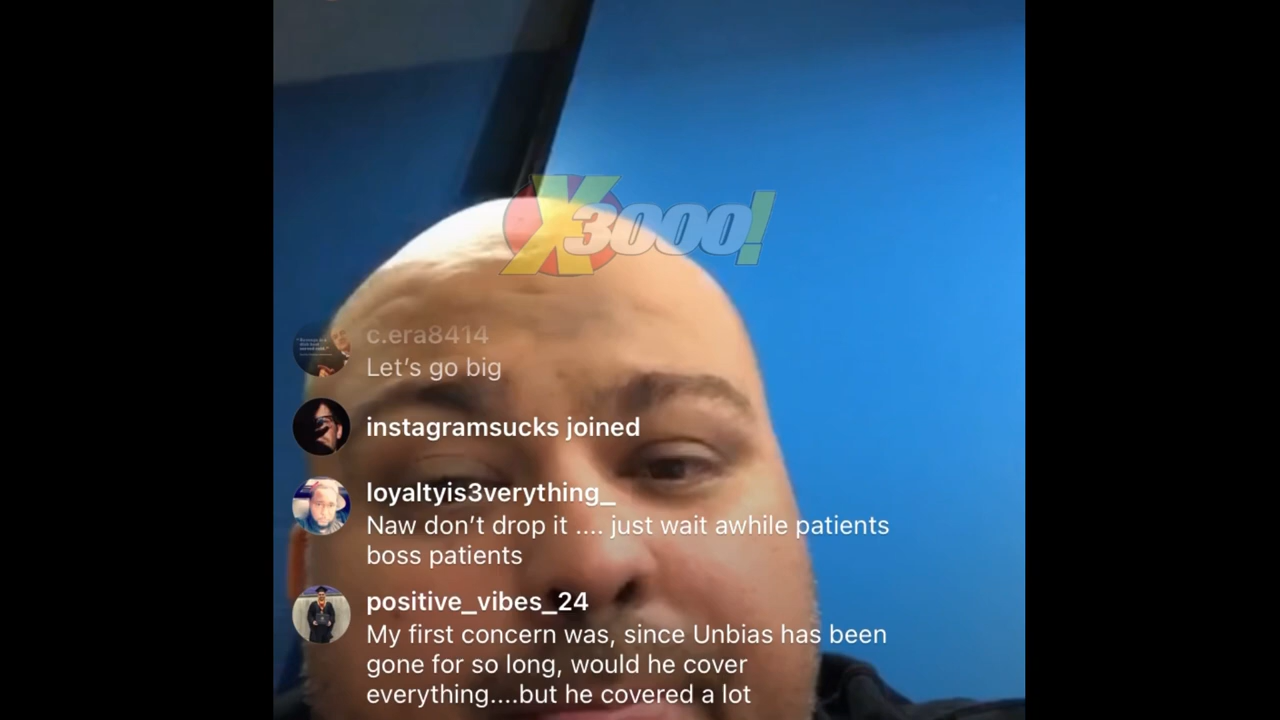 X3000!
c.era8414
Let’s go big
instagramsucks joined
loyaltyis3verything_
Naw don’t drop it .... just wait awhile patients
boss patients
positive_vibes_24
My first concern was, since Unbias has been
gone for so long, would he cover
everything....but he covered a lot